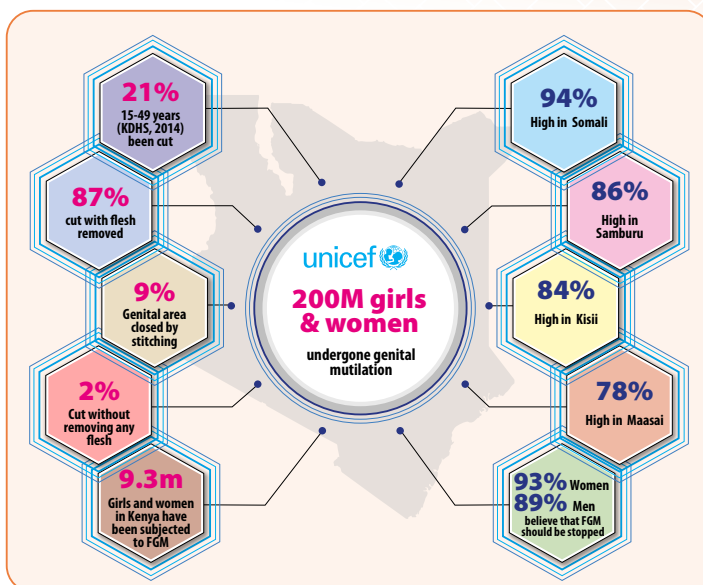 21%
15-49 years
(KDHS, 2014)
been cut
87%
cut with flesh
removed
9%
Genital area
closed by
stitching
2%
Cut without
removing any
flesh
9.3m
Girls and women
in Kenya have
been subjected
to FGM
unicef
200M girls
& women
undergone genital
mutilation
94%
High in Somali
86%
High in
Samburu
84%
High in Kisii
78%
High in Maasai
93% Women
89% Men
believe that FGM
should be stopped